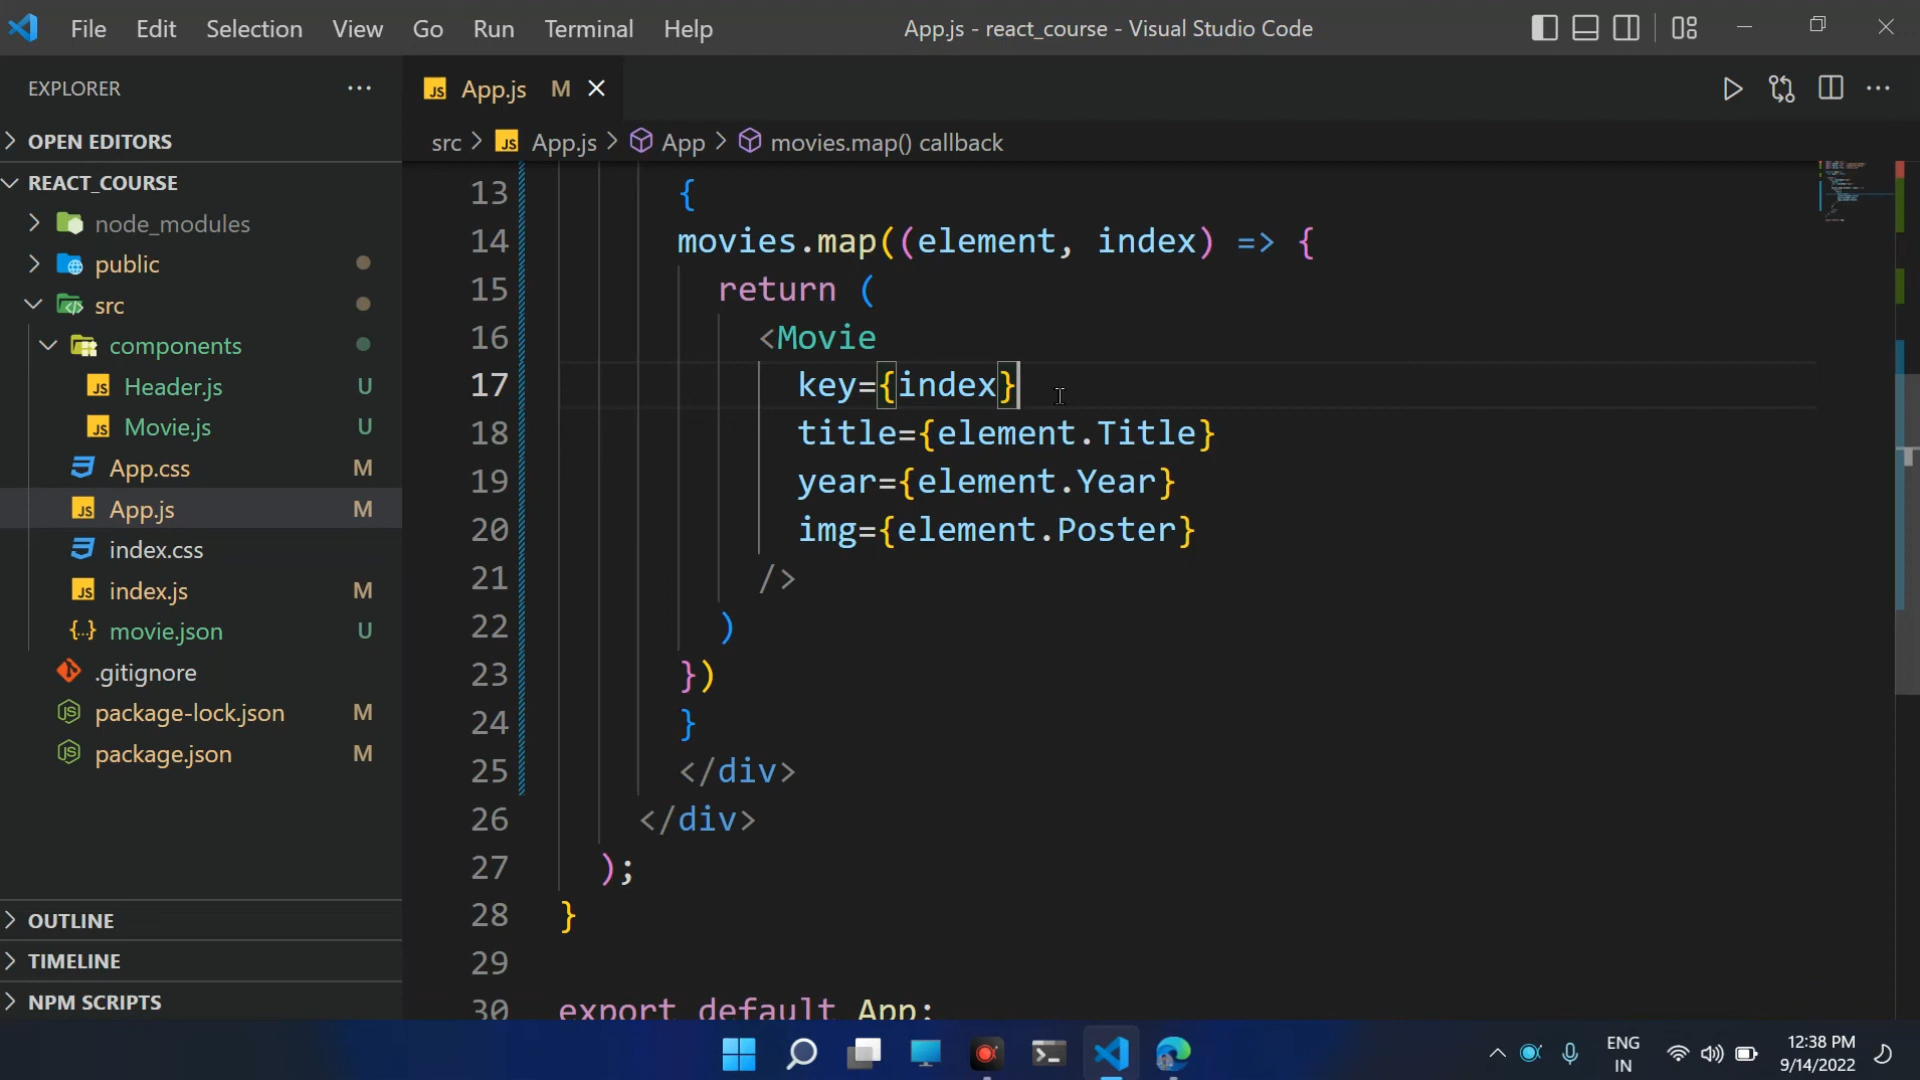 File Edit Selection View Go Run Terminal Help
App.js - react_course - Visual Studio Code
EXPLORER
OPEN EDITORS
REACT_COURSE
node_modules
public
src
components
Header.js U
Movie.js U
App.css M
App.js M
index.css
index.js M
movie.json U
.gitignore
package-lock.json M
package.json M
OUTLINE
TIMELINE
NPM SCRIPTS
JS App.js M
src > JS App.js > App > movies.map() callback
13 {
14 movies.map((element, index) => {
15 return (
16 <Movie
17 key={index}
18 title={element.Title}
19 year={element.Year}
20 img={element.Poster}
21 />
22 )
23 })
24 }
25 </div>
26 </div>
27 );
28 }
29
30 export default App;
ENG
IN
12:38 PM
9/14/2022